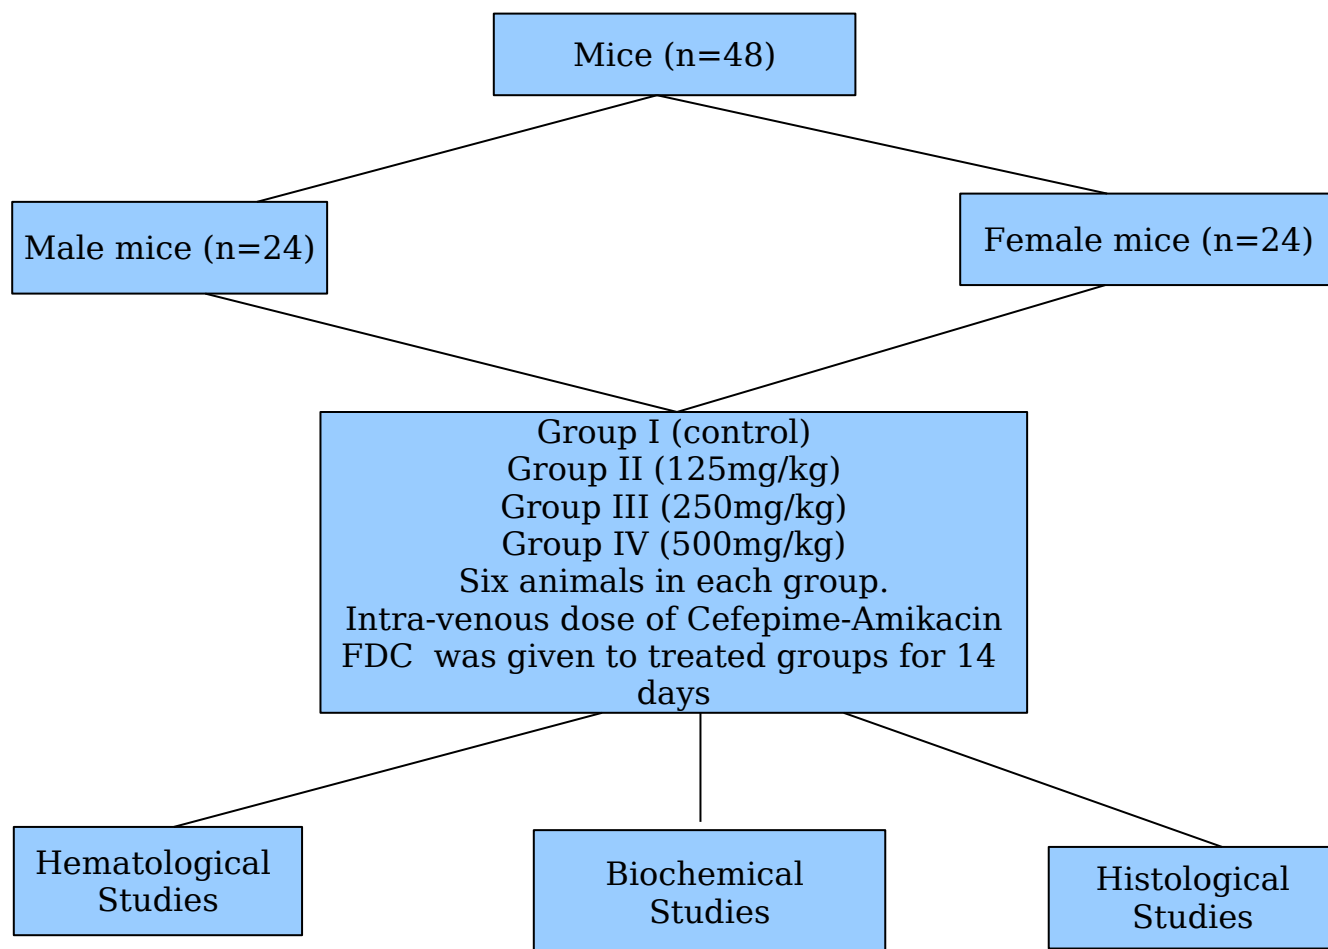 Mice (n=48)
Male mice (n=24)
Female mice (n=24)
Group I (control)
Group II (125mg/kg)
Group III (250mg/kg)
Group IV (500mg/kg)
Six animals in each group.
Intra-venous dose of Cefepime-Amikacin
FDC was given to treated groups for 14
days
Hematological
Studies
Biochemical
Studies
Histological
Studies